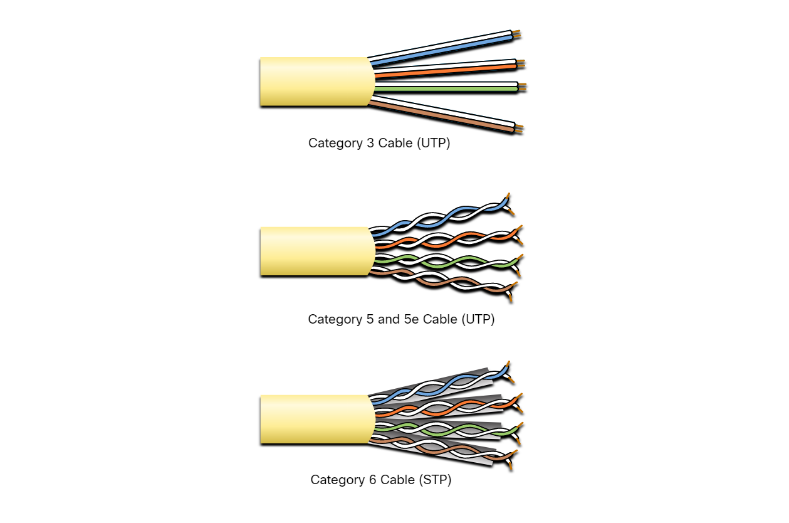 Category 3 Cable (UTP)
Category 5 and 5e Cable (UTP)
Category 6 Cable (STP)